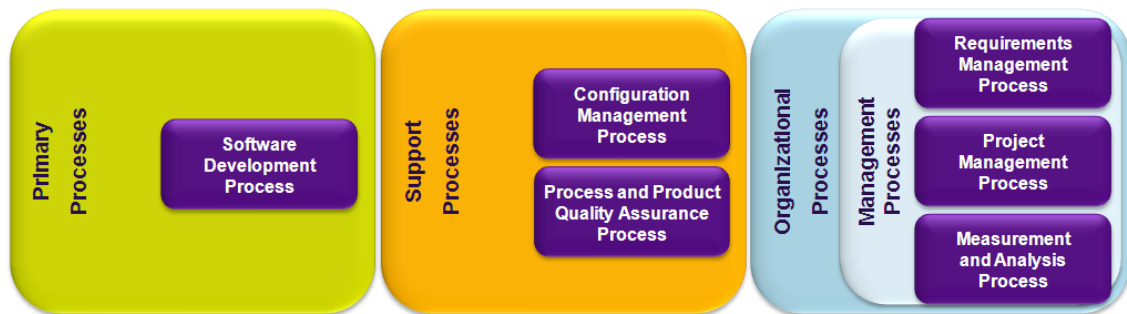 Primary
Processes
Software
Development
Process
Support
Processes
Configuration
Management
Process
Process and Product
Quality Assurance
Process
Organizational
Processes
Management
Processes
Requirements
Management
Process
Project
Management
Process
Measurement
and Analysis
Process